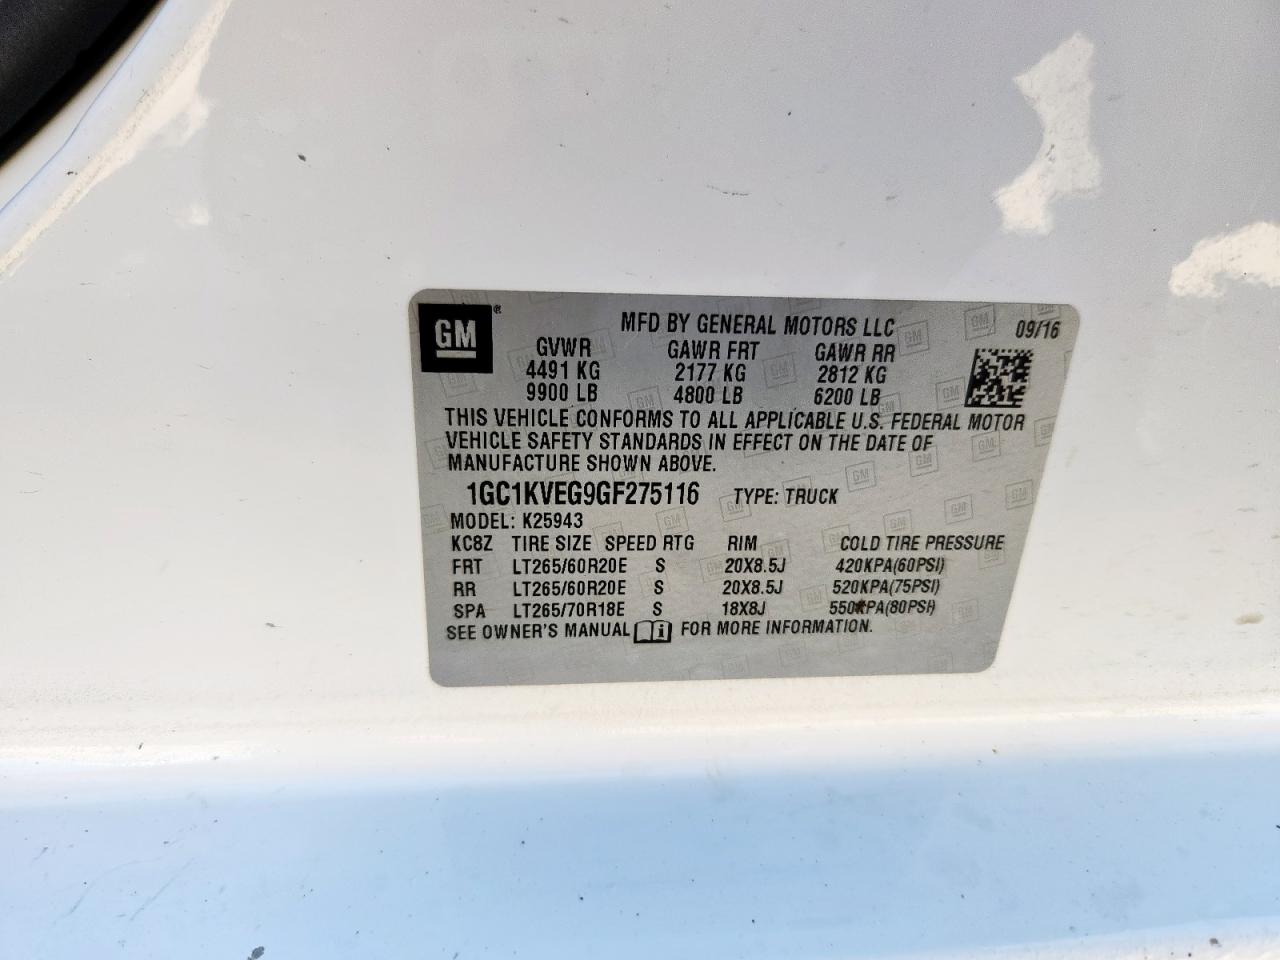 GM ®
MFD BY GENERAL MOTORS LLC 09/16
GVWR GAWR FRT GAWR RR
4491 KG 2177 KG 2812 KG
9900 LB 4800 LB 6200 LB
THIS VEHICLE CONFORMS TO ALL APPLICABLE U.S. FEDERAL MOTOR
VEHICLE SAFETY STANDARDS IN EFFECT ON THE DATE OF
MANUFACTURE SHOWN ABOVE.
1GC1KVEG9GF275116 TYPE: TRUCK
MODEL: K25943
KC8Z TIRE SIZE SPEED RTG RIM COLD TIRE PRESSURE
FRT LT265/60R20E S 20X8.5J 420KPA(60PSI)
RR LT265/60R20E S 20X8.5J 520KPA(75PSI)
SPA LT265/70R18E S 18X8J 550KPA(80PSI)
SEE OWNER'S MANUAL i FOR MORE INFORMATION.